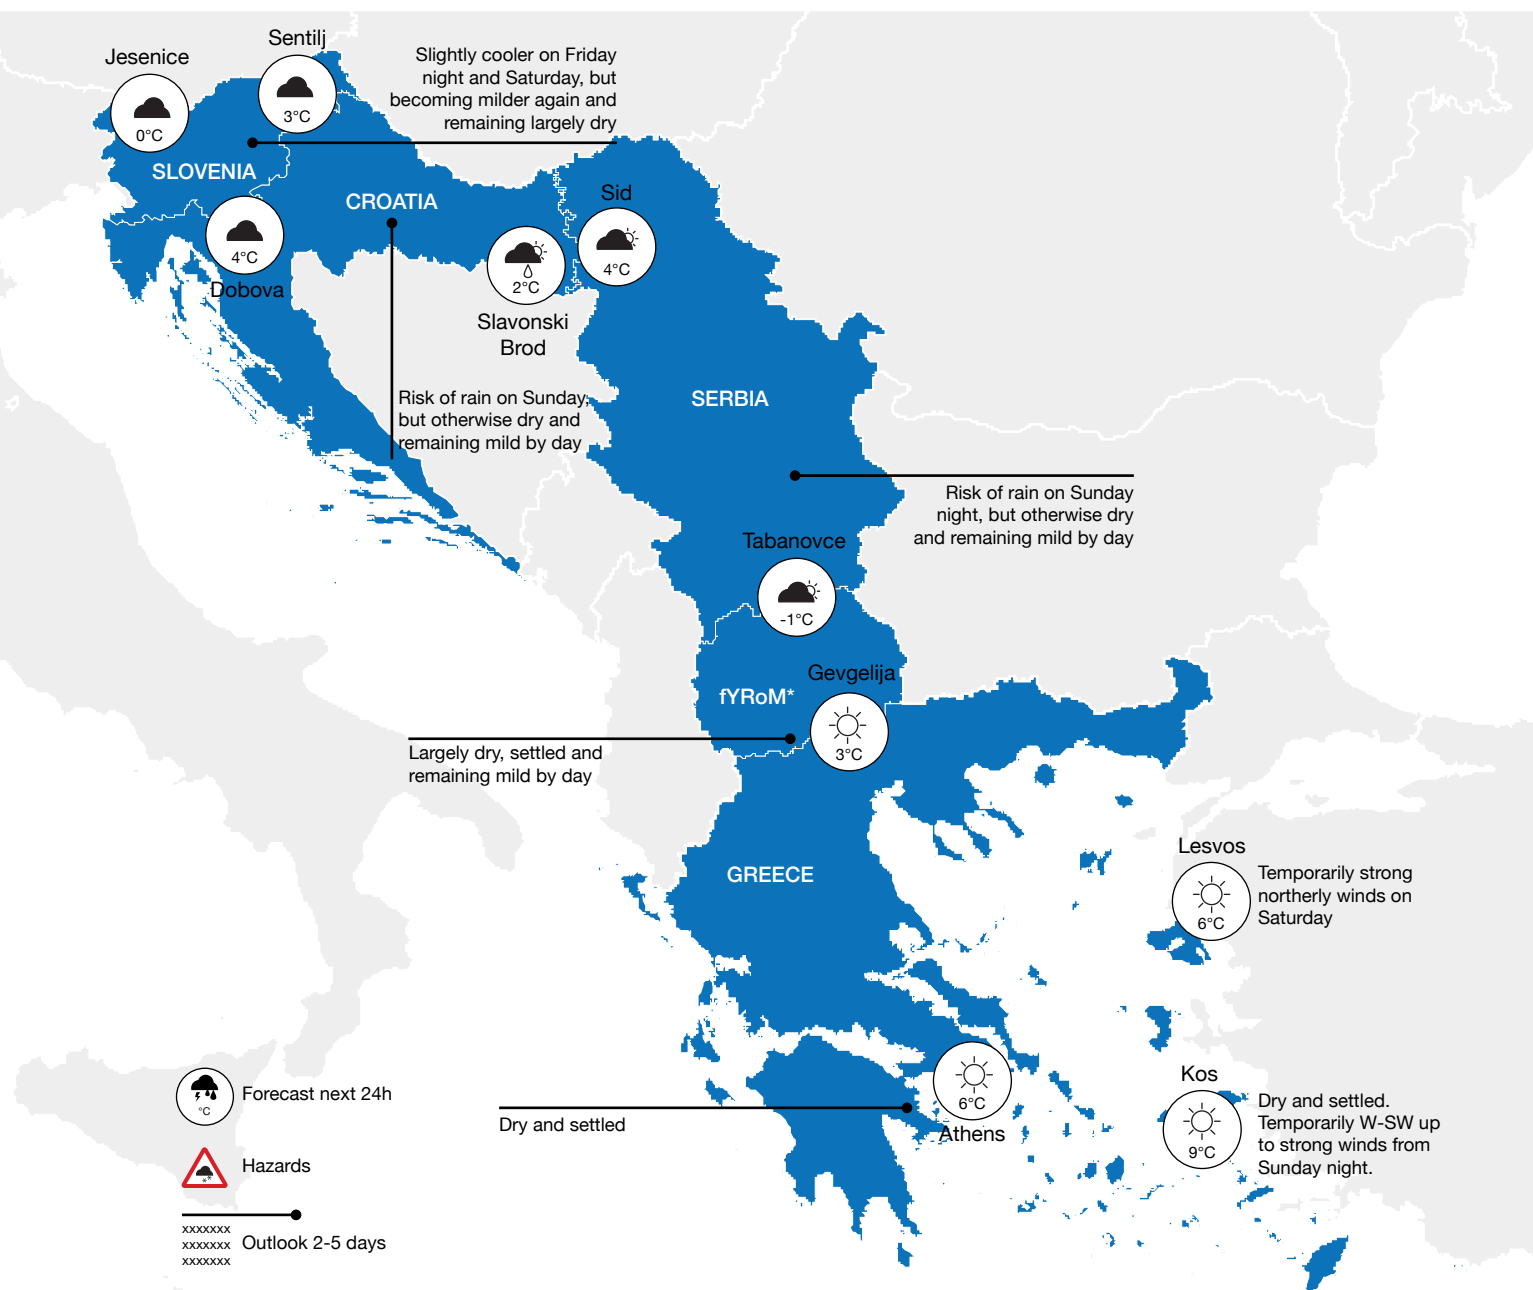 Jesenice
0°C
Sentilj
3°C
Slightly cooler on Friday
night and Saturday, but
becoming milder again and
remaining largely dry
SLOVENIA
CROATIA
Sid
4°C
4°C
Dobova
2°C
Slavonski
Brod
Risk of rain on Sunday,
but otherwise dry and
remaining mild by day
SERBIA
Risk of rain on Sunday
night, but otherwise dry
and remaining mild by day
Tabanovce
-1°C
Gevgelija
fYRoM*
3°C
Largely dry, settled and
remaining mild by day
GREECE
Lesvos
6°C
Temporarily strong
northerly winds on
Saturday
Kos
9°C
Dry and settled.
Temporarily W-SW up
to strong winds from
Sunday night.
6°C
Athens
Dry and settled
°C
Forecast next 24h
Hazards
xxxxxxx
xxxxxxx
xxxxxxx
Outlook 2-5 days